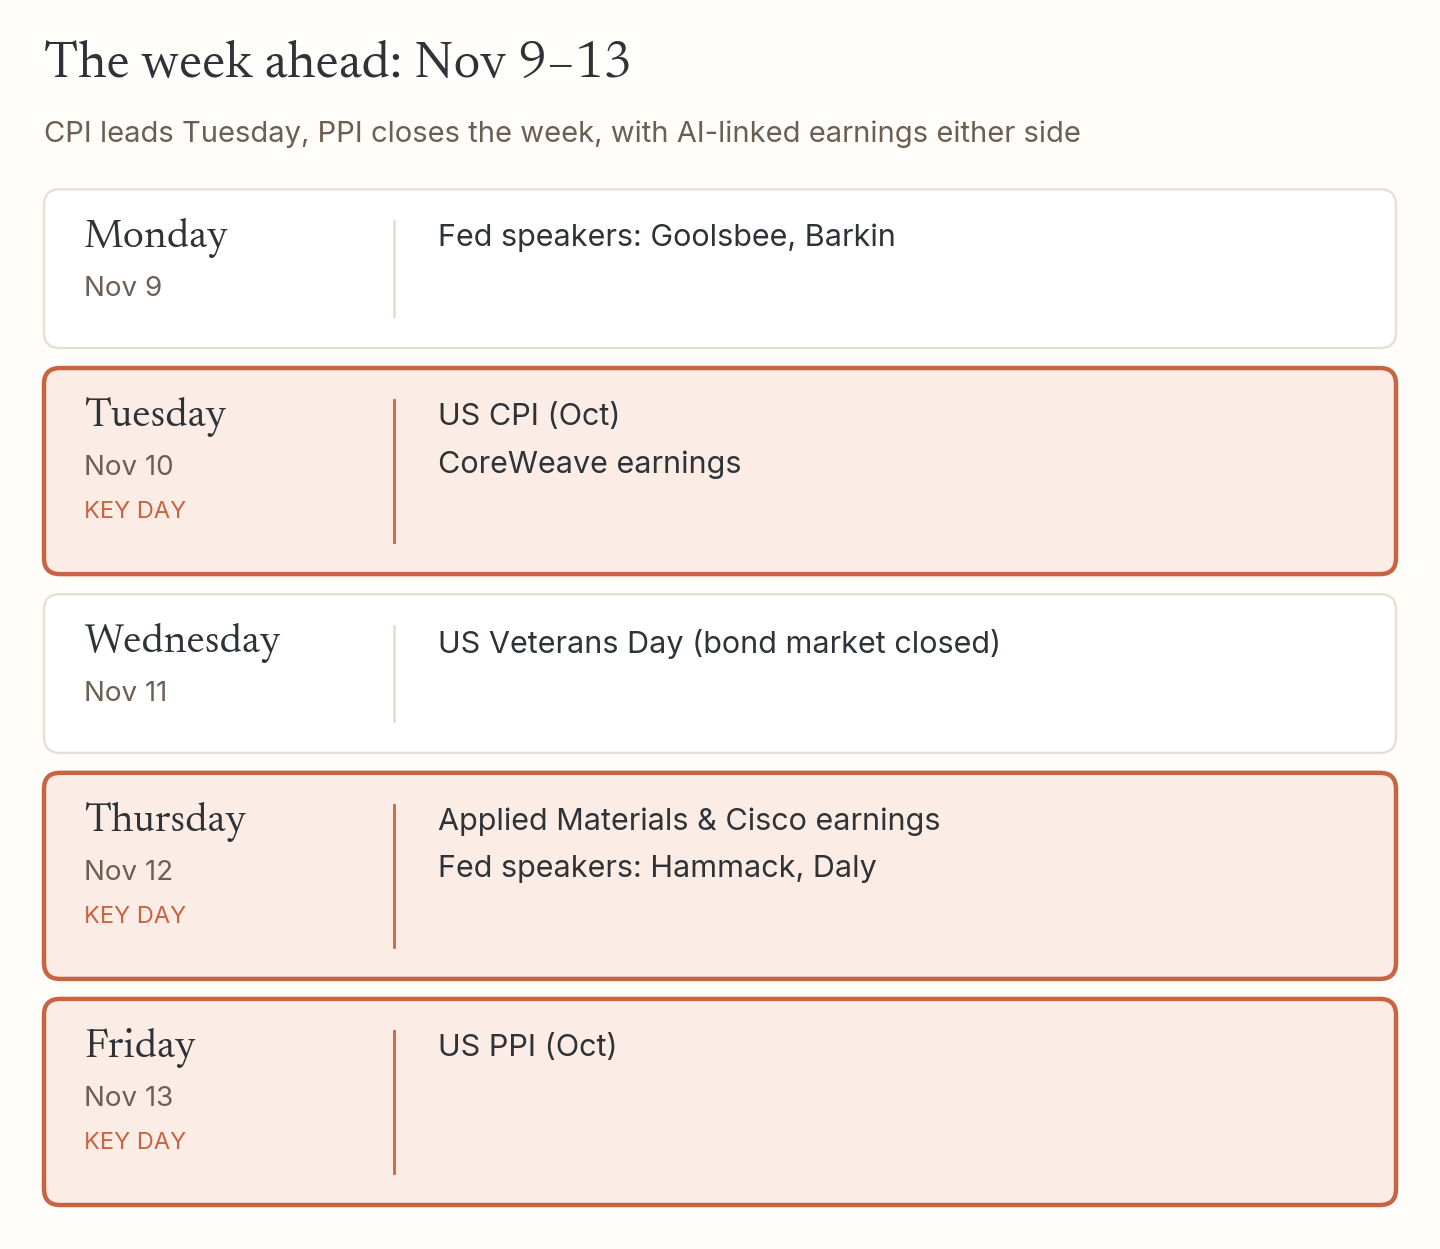 The week ahead: Nov 9–13
CPI leads Tuesday, PPI closes the week, with AI-linked earnings either side
Monday
Nov 9
Fed speakers: Goolsbee, Barkin
Tuesday
Nov 10
KEY DAY
US CPI (Oct)
CoreWeave earnings
Wednesday
Nov 11
US Veterans Day (bond market closed)
Thursday
Nov 12
KEY DAY
Applied Materials & Cisco earnings
Fed speakers: Hammack, Daly
Friday
Nov 13
KEY DAY
US PPI (Oct)